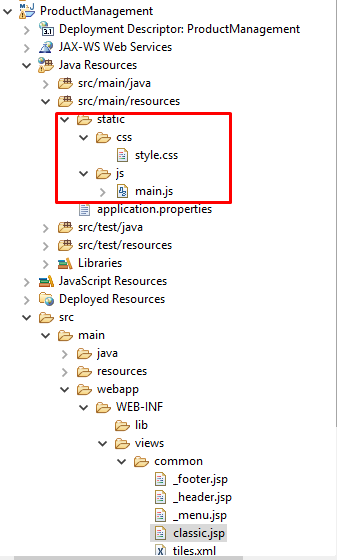 ProductManagement
Deployment Descriptor: ProductManagement
JAX-WS Web Services
Java Resources
src/main/java
src/main/resources
static
css
style.css
js
main.js
application.properties
src/test/java
src/test/resources
Libraries
JavaScript Resources
Deployed Resources
src
main
java
resources
webapp
WEB-INF
lib
views
common
_footer.jsp
_header.jsp
_menu.jsp
classic.jsp
tiles.xml